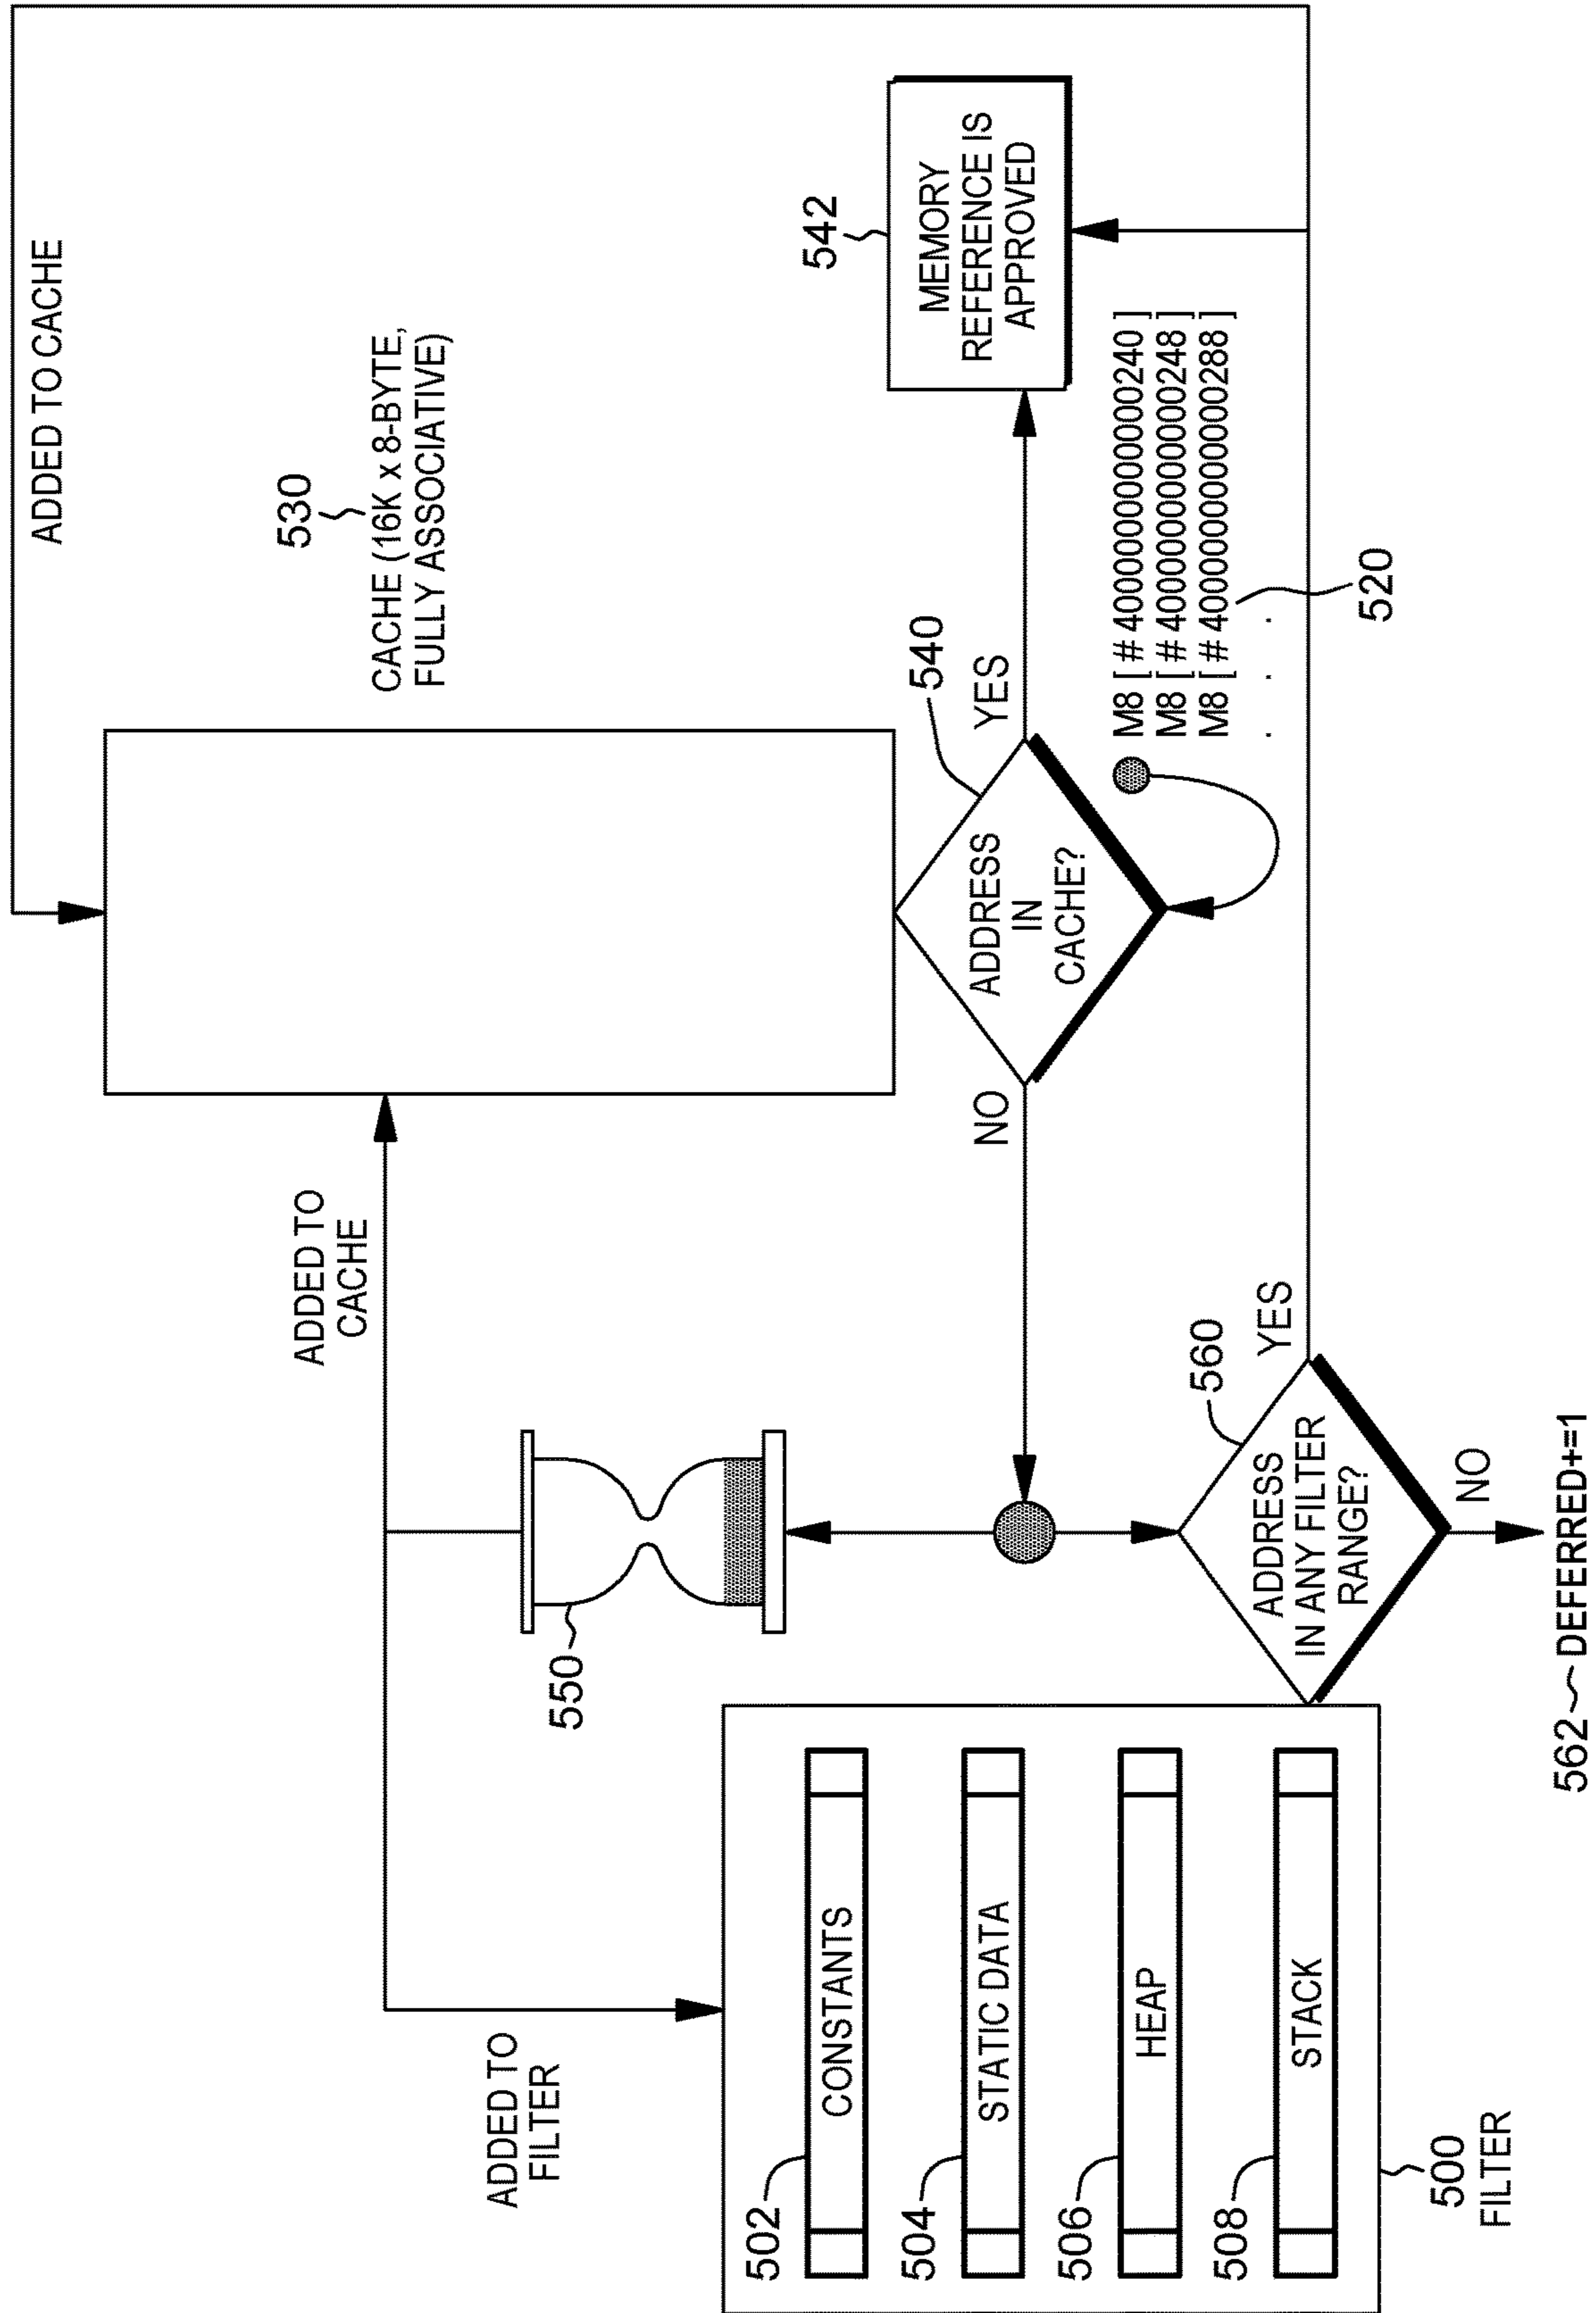 ADDED TO CACHE
530
CACHE (16K x 8-BYTE,
FULLY ASSOCIATIVE)
ADDED TO
CACHE
ADDED TO
FILTER
550
542
MEMORY
REFERENCE IS
APPROVED
540
ADDRESS
IN
CACHE?
YES
NO
M8 [ # 4000000000000240 ]
M8 [ # 4000000000000248 ]
M8 [ # 4000000000000288 ]
. . . .
520
502
CONSTANTS
504
STATIC DATA
506
HEAP
508
STACK
500
FILTER
560
ADDRESS
IN ANY FILTER
RANGE?
YES
NO
562 DEFERRED+=1